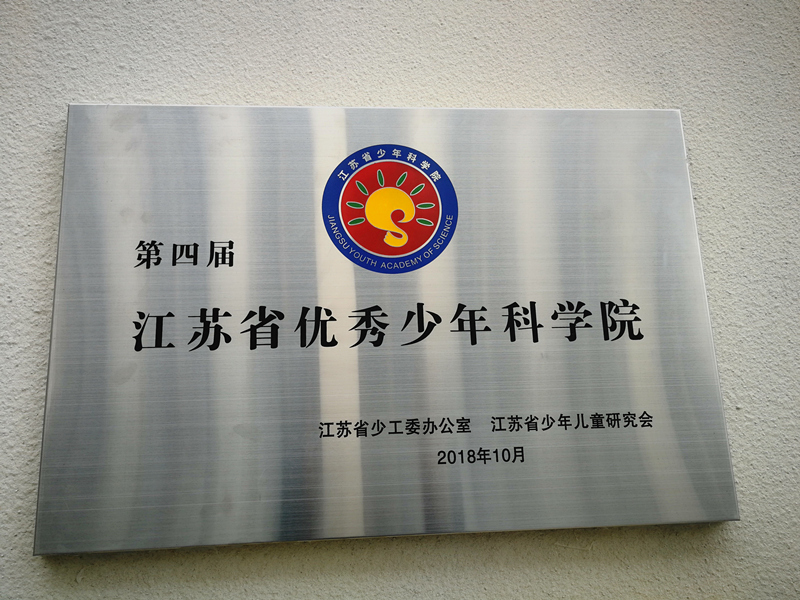 江苏省少年科学院
JIANGSU YOUTH ACADEMY OF SCIENCE
第四届
江苏省优秀少年科学院
江苏省少工委办公室 江苏省少年儿童研究会
2018年10月